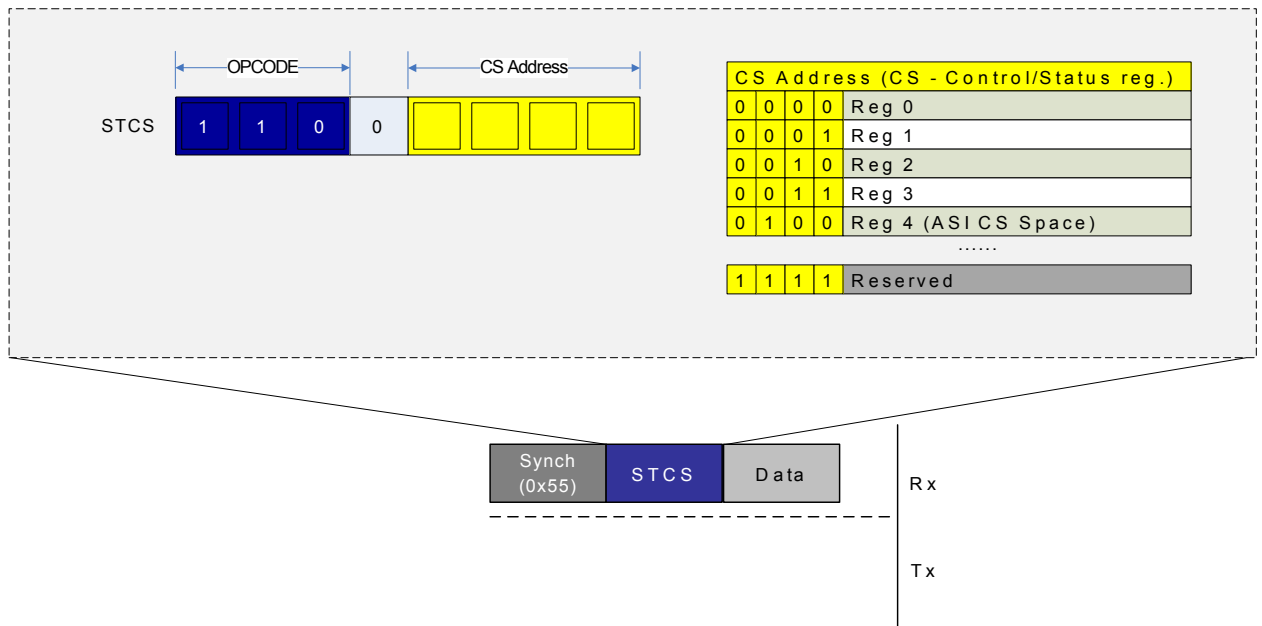 OPCODE CS Address
STCS 1 1 0 0
CS Address (CS - Control/Status reg.)
0 0 0 0 Reg 0
0 0 0 1 Reg 1
0 0 1 0 Reg 2
0 0 1 1 Reg 3
0 1 0 0 Reg 4 (ASICS Space)
......
1 1 1 1 Reserved
Synch
(0x55)
STCS
Data
Rx
Tx